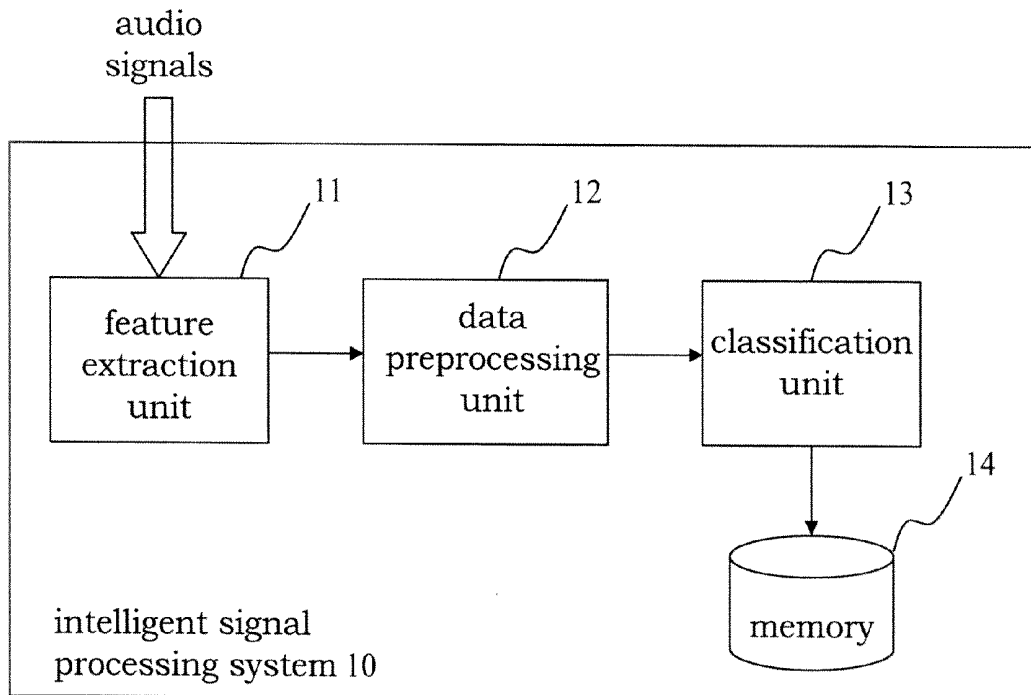 audio
signals
11
12
13
feature
extraction
unit
data
preprocessing
unit
classification
unit
14
memory
intelligent signal
processing system 10